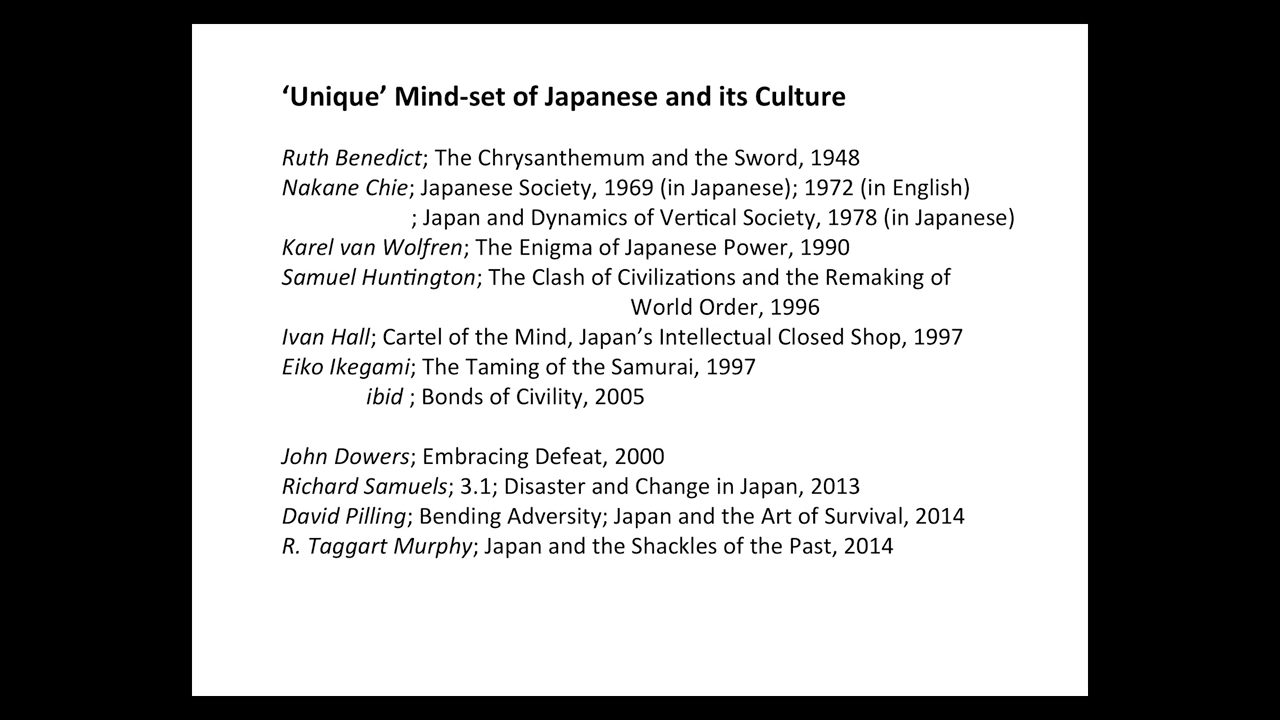 ‘Unique’ Mind-set of Japanese and its Culture
Ruth Benedict; The Chrysanthemum and the Sword, 1948
Nakane Chie; Japanese Society, 1969 (in Japanese); 1972 (in English)
; Japan and Dynamics of Vertical Society, 1978 (in Japanese)
Karel van Wolfren; The Enigma of Japanese Power, 1990
Samuel Huntington; The Clash of Civilizations and the Remaking of
World Order, 1996
Ivan Hall; Cartel of the Mind, Japan’s Intellectual Closed Shop, 1997
Eiko Ikegami; The Taming of the Samurai, 1997
ibid ; Bonds of Civility, 2005
John Dowers; Embracing Defeat, 2000
Richard Samuels; 3.1; Disaster and Change in Japan, 2013
David Pilling; Bending Adversity; Japan and the Art of Survival, 2014
R. Taggart Murphy; Japan and the Shackles of the Past, 2014